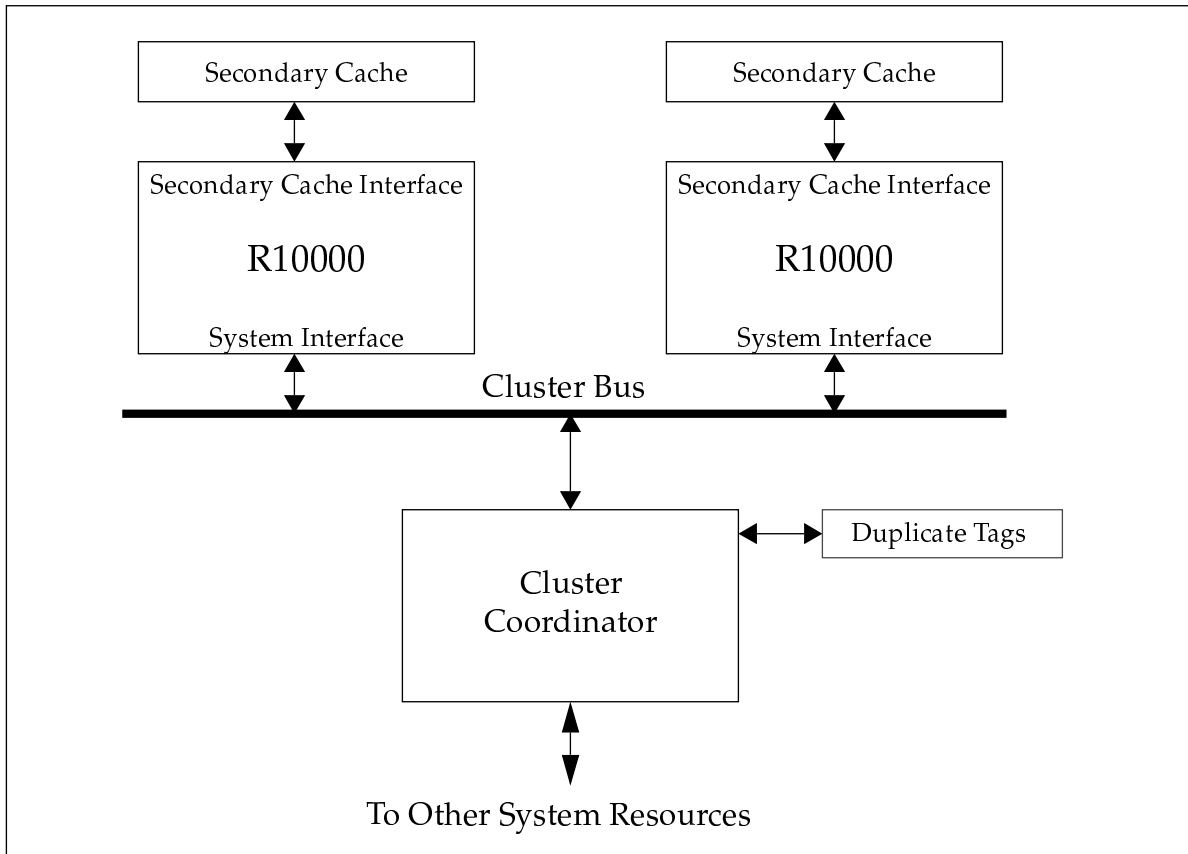 Secondary Cache
Secondary Cache
Secondary Cache Interface
Secondary Cache Interface
R10000
R10000
System Interface
System Interface
Cluster Bus
Duplicate Tags
Cluster
Coordinator
To Other System Resources